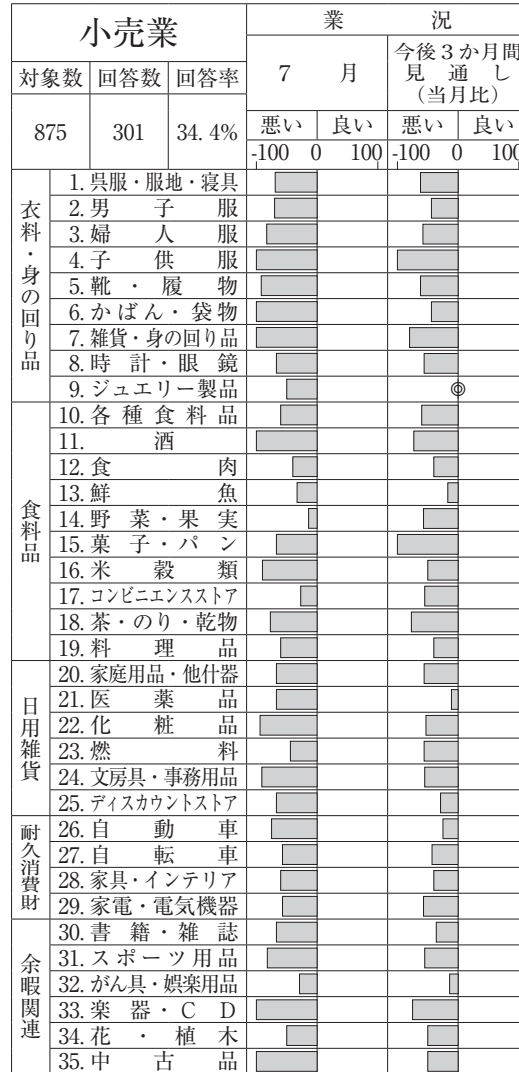 小売業
業況
7月
今後３か月間
見通し
（当月比）
対象数 回答数 回答率
875 301 34.4%
悪い 良い 悪い 良い
-100 0 100 -100 0 100
衣料・身の回り品
1. 呉服・服地・寝具
2. 男子服
3. 婦人服
4. 子供服
5. 靴・履物
6. かばん・袋物
7. 雑貨・身の回り品
8. 時計・眼鏡
9. ジュエリー製品 ◎
食料品
10. 各種食料品
11. 酒
12. 食肉
13. 鮮魚
14. 野菜・果実
15. 菓子・パン
16. 米穀類
17. コンビニエンスストア
18. 茶・のり・乾物
19. 料理品
日用雑貨
20. 家庭用品・他什器
21. 医薬品
22. 化粧品
23. 燃料
24. 文房具・事務用品
25. ディスカウントストア
耐久消費財
26. 自動車
27. 自転車
28. 家具・インテリア
29. 家電・電気機器
余暇関連
30. 書籍・雑誌
31. スポーツ用品
32. がん具・娯楽用品
33. 楽器・ＣＤ
34. 花・植木
35. 中古品